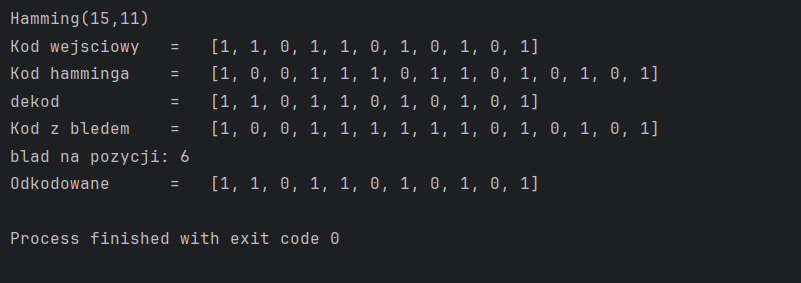 Hamming(15,11)
Kod wejsciowy   =   [1, 1, 0, 1, 1, 0, 1, 0, 1, 0, 1]
Kod hamminga    =   [1, 0, 0, 1, 1, 1, 0, 1, 1, 0, 1, 0, 1, 0, 1]
dekod           =   [1, 1, 0, 1, 1, 0, 1, 0, 1, 0, 1]
Kod z bledem    =   [1, 0, 0, 1, 1, 1, 1, 1, 1, 0, 1, 0, 1, 0, 1]
blad na pozycji: 6
Odkodowane      =   [1, 1, 0, 1, 1, 0, 1, 0, 1, 0, 1]
Process finished with exit code 0